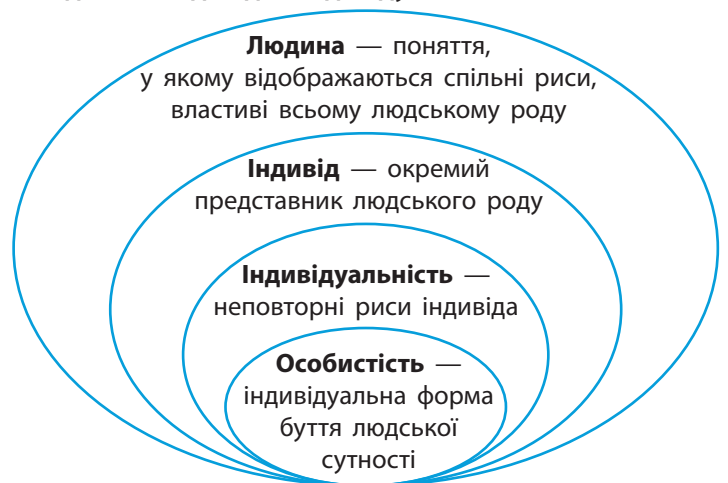 Людина — поняття,
у якому відображаються спільні риси,
властиві всьому людському роду
Індивід — окремий
представник людського роду
Індивідуальність —
неповторні риси індивіда
Особистість —
індивідуальна форма
буття людської
сутності